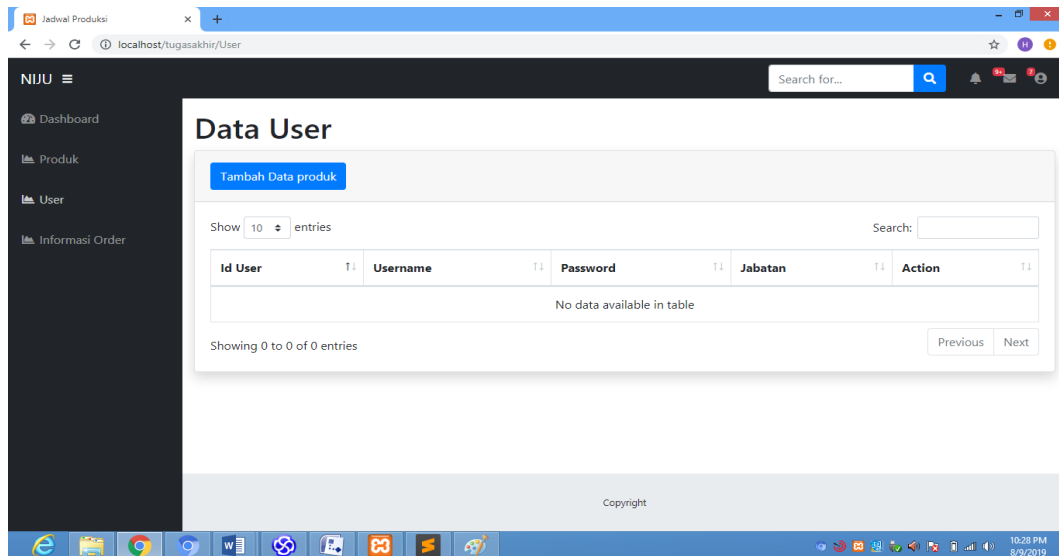 Jadwal Produksi
localhost/tugasakhir/User
H
NIJU
Search for...
9+
7
Dashboard
Produk
User
Informasi Order
Data User
Tambah Data produk
Show 10 entries
Search:
Id User Username Password Jabatan Action
No data available in table
Showing 0 to 0 of 0 entries
Previous Next
Copyright
10:28 PM
8/9/2019